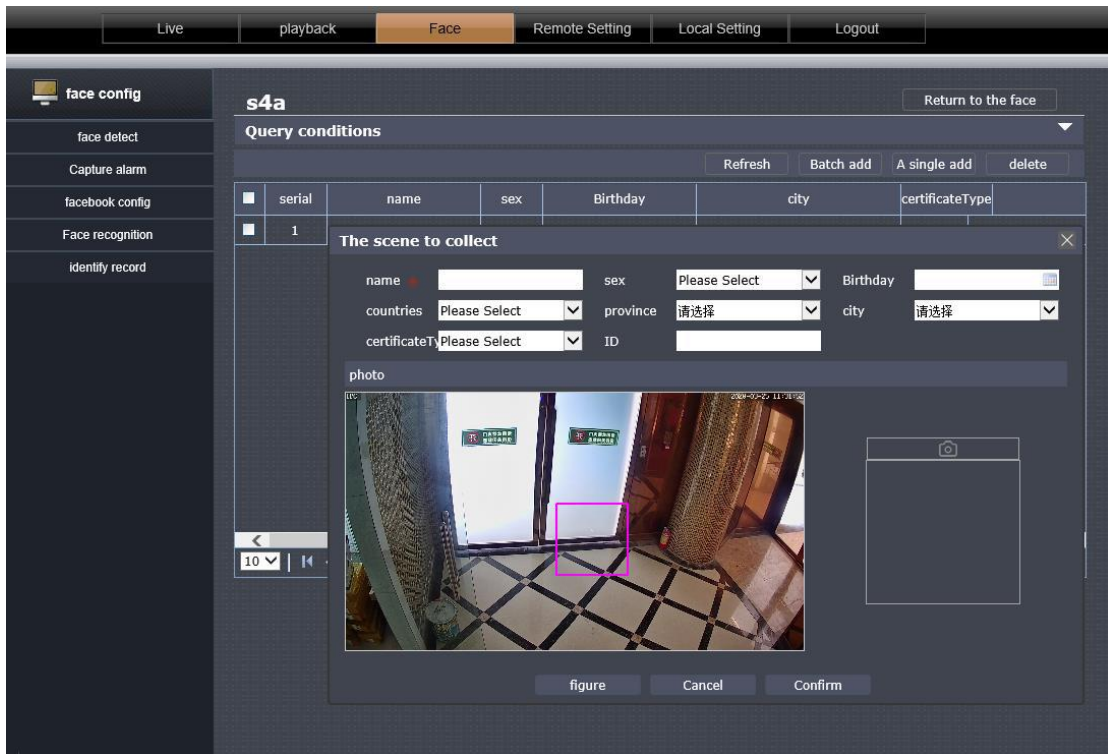 Live playback Face Remote Setting Local Setting Logout
face config
face detect
Capture alarm
facebook config
Face recognition
identify record
s4a Return to the face
Query conditions
Refresh Batch add A single add delete
serial name sex Birthday city certificateType
1
The scene to collect
name sex Please Select Birthday
countries Please Select province 请选择 city 请选择
certificateTy Please Select ID
photo
IPC
figure Cancel Confirm
10